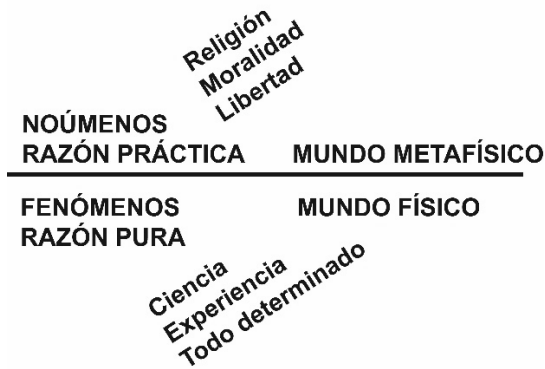 Religión
Moralidad
Libertad
NOÚMENOS
RAZÓN PRÁCTICA MUNDO METAFÍSICO
FENÓMENOS MUNDO FÍSICO
RAZÓN PURA
Ciencia
Experiencia
Todo determinado